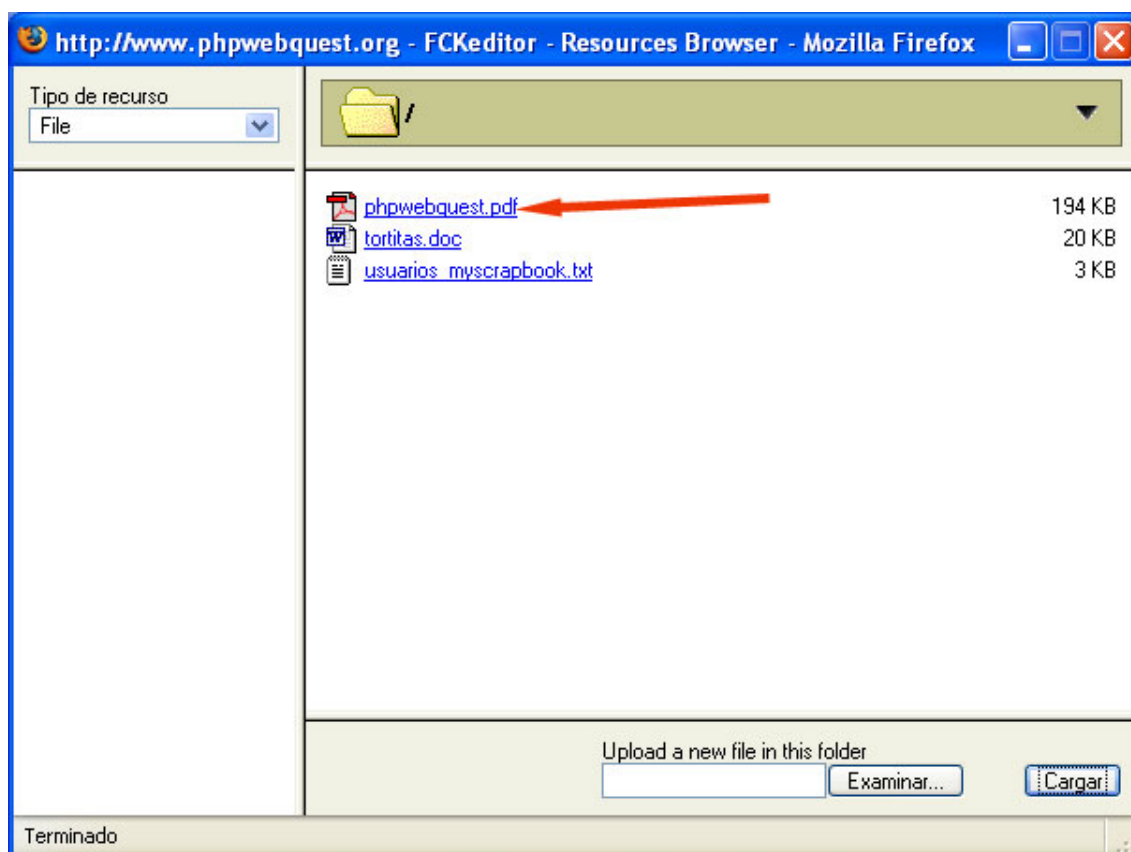 http://www.phpwebquest.org - FCKeditor - Resources Browser - Mozilla Firefox
Tipo de recurso
File
/
phpwebquest.pdf 194 KB
tortitas.doc 20 KB
usuarios_myscrapbook.txt 3 KB
Upload a new file in this folder
Examinar... Cargar
Terminado